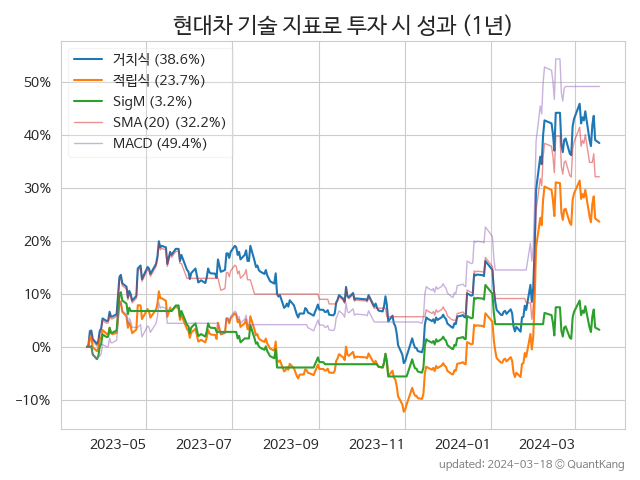 현대차 기술 지표로 투자 시 성과 (1년)
거치식 (38.6%)
적립식 (23.7%)
SigM (3.2%)
SMA(20) (32.2%)
MACD (49.4%)
50%
40%
30%
20%
10%
0%
−10%
2023-05 2023-07 2023-09 2023-11 2024-01 2024-03
updated: 2024-03-18 © QuantKang